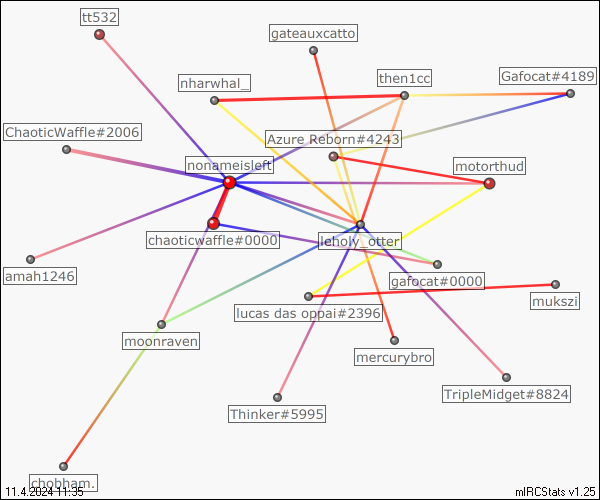 tt532
gateauxcatto
nharwhal_
then1cc
Gafocat#4189
ChaoticWaffle#2006
Azure Reborn#4243
nonameisleft
motorthud
chaoticwaffle#0000
leholy_otter
amah1246
gafocat#0000
mukszi
lucas das oppai#2396
moonraven
mercurybro
TripleMidget#8824
Thinker#5995
chobham.
11.4.2024 11:35
mIRCStats v1.25